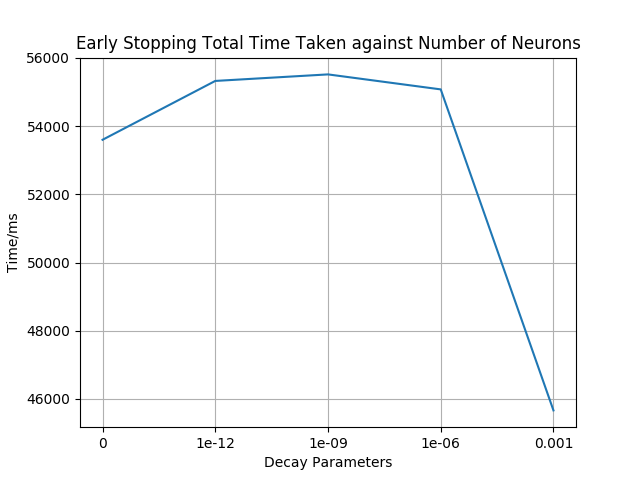 Early Stopping Total Time Taken against Number of Neurons
56000
54000
52000
50000
48000
46000
Time/ms
0 1e-12 1e-09 1e-06 0.001
Decay Parameters